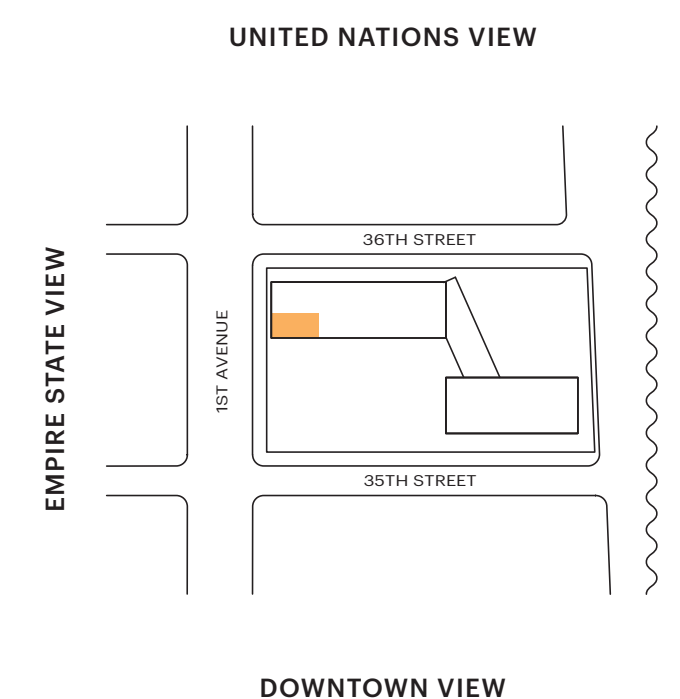 UNITED NATIONS VIEW
36TH STREET
EMPIRE STATE VIEW
1ST AVENUE
35TH STREET
DOWNTOWN VIEW